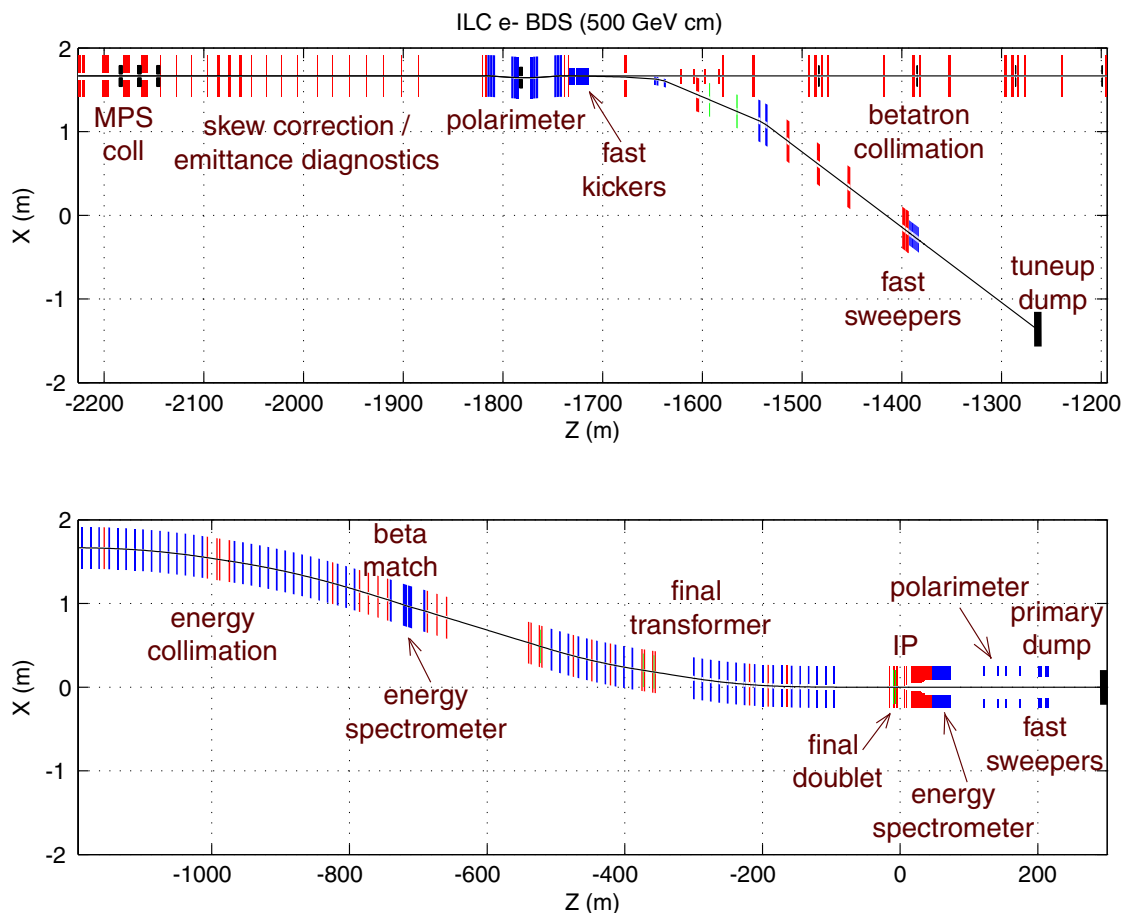 ILC e- BDS (500 GeV cm)
2
1
0
-1
-2
X (m)
MPS
coll
skew correction /
emittance diagnostics
polarimeter
fast
kickers
betatron
collimation
fast
sweepers
tuneup
dump
-2200 -2100 -2000 -1900 -1800 -1700 -1600 -1500 -1400 -1300 -1200
Z (m)
2
1
0
-1
-2
X (m)
energy
collimation
beta
match
energy
spectrometer
final
transformer
polarimeter
primary
dump
IP
final
doublet
fast
sweepers
energy
spectrometer
-1000 -800 -600 -400 -200 0 200
Z (m)